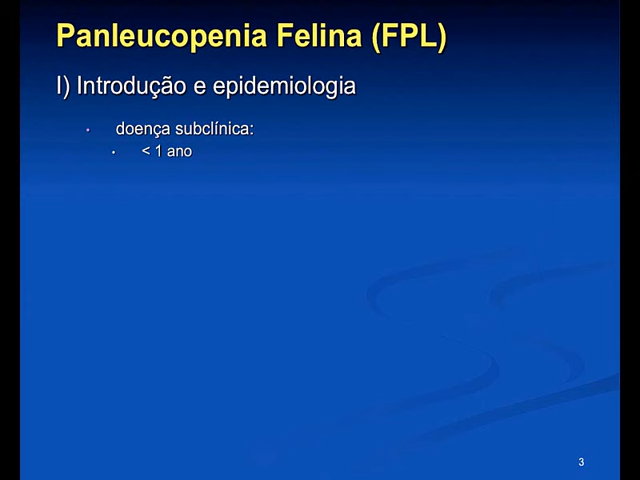 Panleucopenia Felina (FPL)
I) Introdução e epidemiologia
• doença subclínica:
• < 1 ano
3